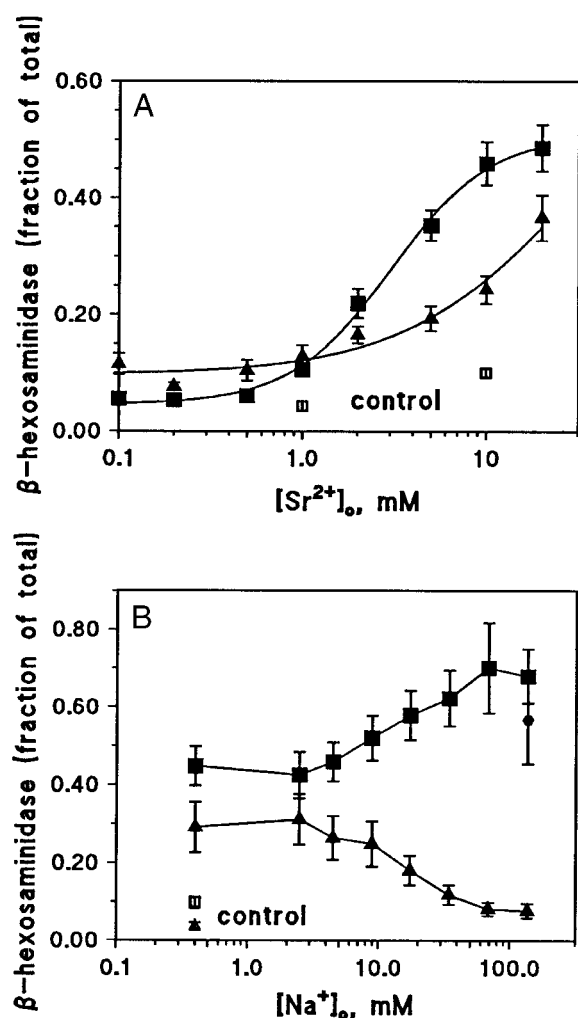 A
β-hexosaminidase (fraction of total)
0.60
0.40
0.20
0.00
control
0.1
1.0
10
[Sr²⁺]ₒ, mM
B
β-hexosaminidase (fraction of total)
0.80
0.60
0.40
0.20
0.00
control
0.1
1.0
10.0
100.0
[Na⁺]ₒ, mM